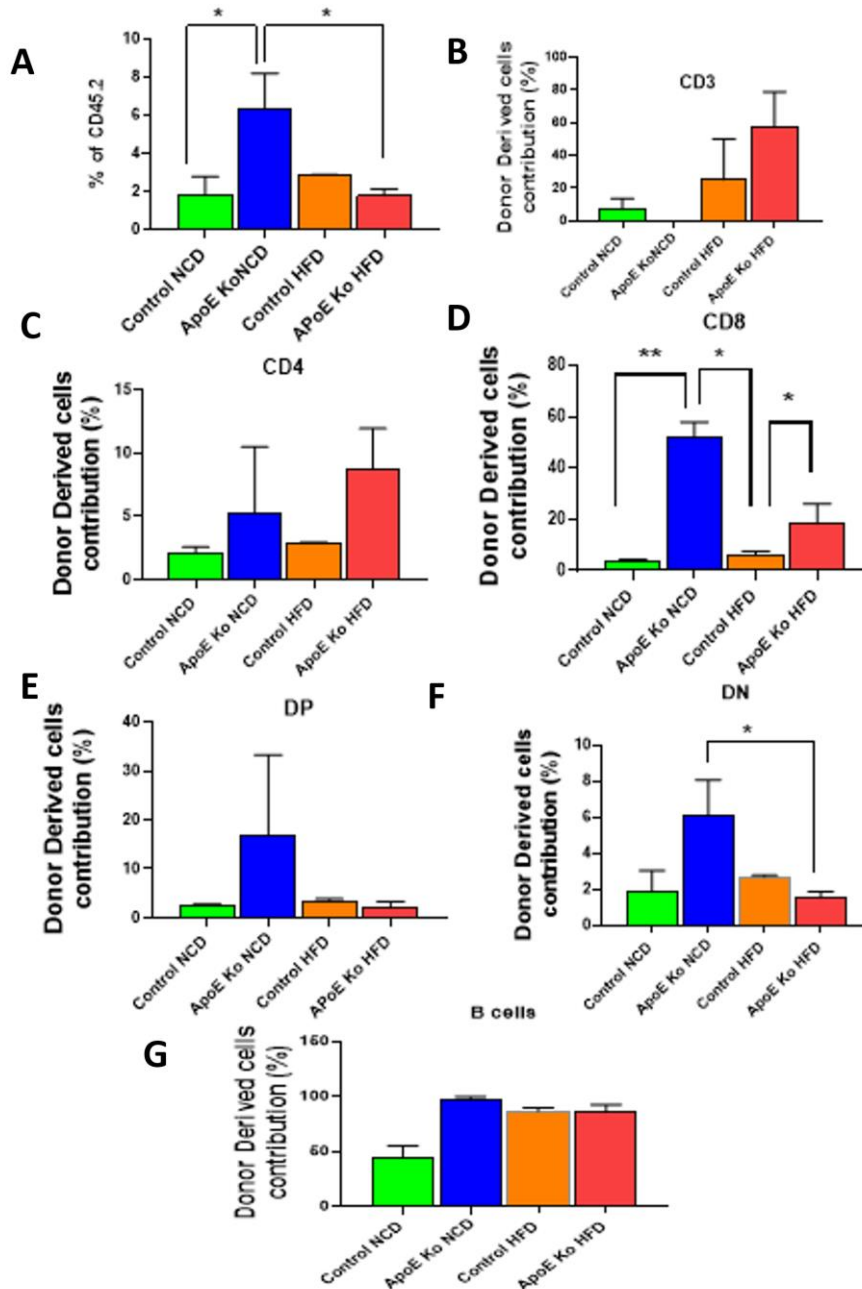 A
% of CD45.2
10
8
6
4
2
0
*
*
Control NCD
ApoE KoNCD
Control HFD
APoE Ko HFD
B
CD3
Donor Derived cells
contribution (%)
100
80
60
40
20
0
Control NCD
ApoE KoNCD
Control HFD
ApoE Ko HFD
C
CD4
Donor Derived cells
contribution (%)
15
10
5
0
Control NCD
ApoE Ko NCD
Control HFD
ApoE Ko HFD
D
CD8
Donor Derived cells
contribution (%)
80
60
40
20
0
**
*
*
Control NCD
ApoE Ko NCD
Control HFD
ApoE Ko HFD
E
DP
Donor Derived cells
contribution (%)
40
30
20
10
0
Control NCD
ApoE Ko NCD
Control HFD
APoE Ko HFD
F
DN
Donor Derived cells
contribution (%)
10
8
6
4
2
0
*
Control NCD
ApoE Ko NCD
Control HFD
ApoE Ko HFD
G
B cells
Donor Derived cells
contribution (%)
150
100
50
0
Control NCD
ApoE Ko NCD
Control HFD
ApoE Ko HFD